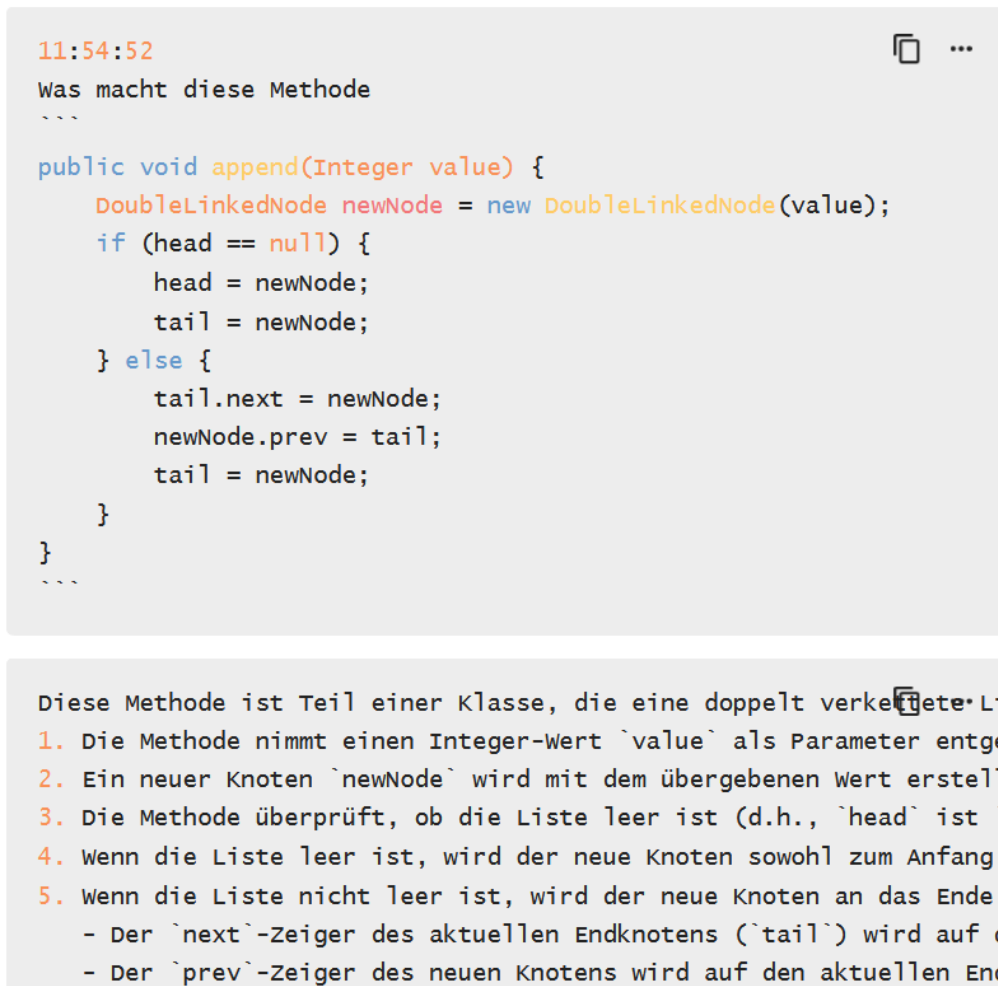 11:54:52
Was macht diese Methode
```
public void append(Integer value) {
    DoubleLinkedNode newNode = new DoubleLinkedNode(value);
    if (head == null) {
        head = newNode;
        tail = newNode;
    } else {
        tail.next = newNode;
        newNode.prev = tail;
        tail = newNode;
    }
}
```
Diese Methode ist Teil einer Klasse, die eine doppelt verkettete
1. Die Methode nimmt einen Integer-Wert `value` als Parameter
2. Ein neuer Knoten `newNode` wird mit dem übergebenen Wert
3. Die Methode überprüft, ob die Liste leer ist (d.h., `head` ist
4. Wenn die Liste leer ist, wird der neue Knoten sowohl zum Anfang
5. Wenn die Liste nicht leer ist, wird der neue Knoten an das Ende
   - Der `next`-Zeiger des aktuellen Endknotens (`tail`) wird auf
   - Der `prev`-Zeiger des neuen Knotens wird auf den aktuellen